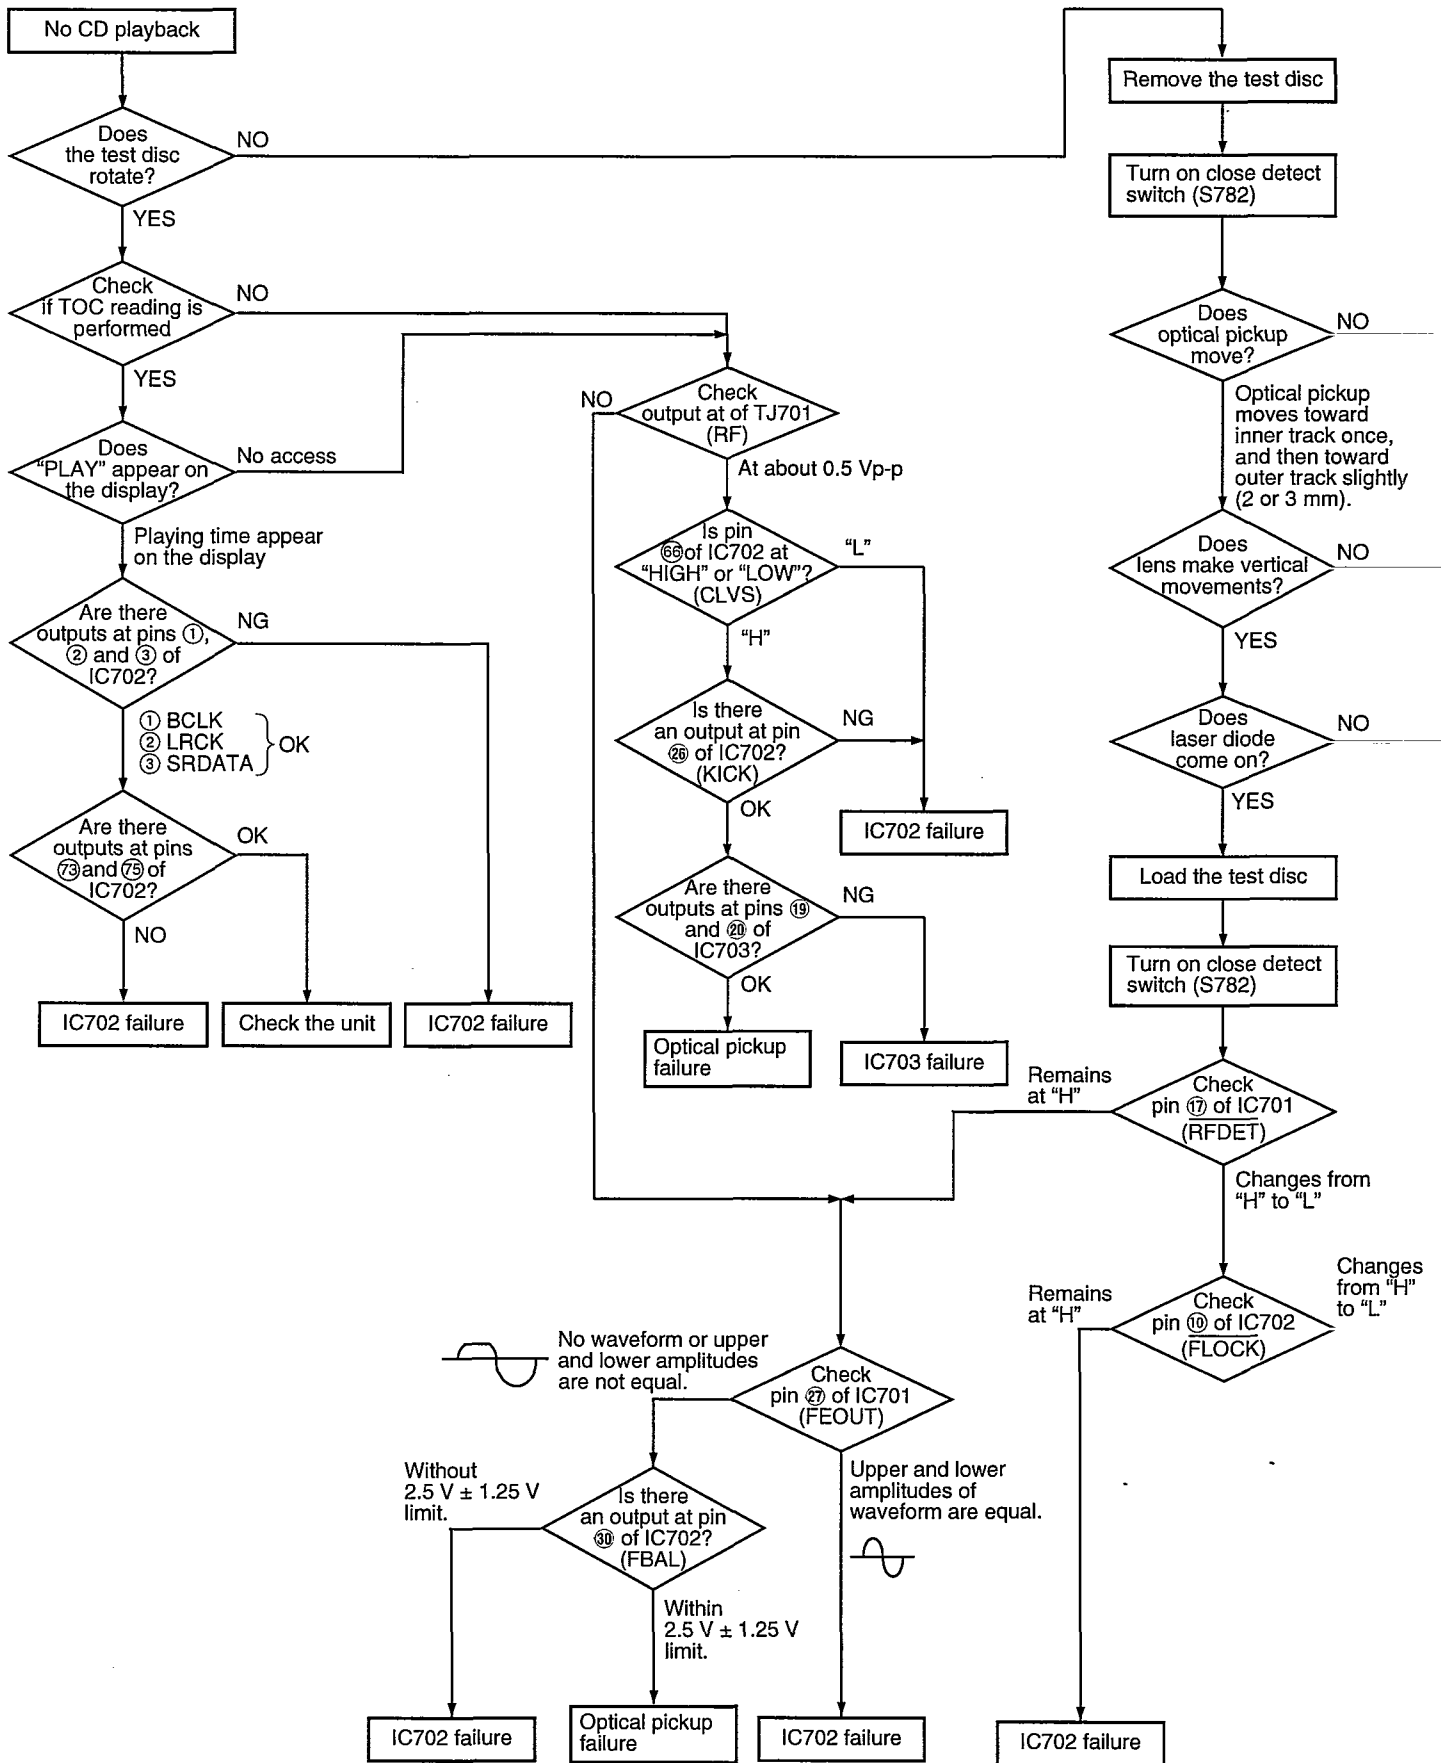 No CD playback
Does
the test disc
rotate?
NO
YES
Check
if TOC reading is
performed
NO
YES
Does
“PLAY” appear on
the display?
No access
Playing time appear
on the display
Are there
outputs at pins ①,
② and ③ of
IC702?
NG
① BCLK
② LRCK
③ SRDATA
OK
Are there
outputs at pins
㊆③and ㊆⑤ of
IC702?
OK
NO
IC702 failure
Check the unit
IC702 failure
Check
output at of TJ701
(RF)
NO
At about 0.5 Vp-p
Is pin
66 of IC702 at
“HIGH” or “LOW”?
(CLVS)
“L”
“H”
Is there
an output at pin
㉖ of IC702?
(KICK)
NG
OK
IC702 failure
Are there
outputs at pins ⑲
and ⑳ of
IC703?
NG
OK
Optical pickup
failure
IC703 failure
Remove the test disc
Turn on close detect
switch (S782)
Does
optical pickup
move?
NO
Optical pickup
moves toward
inner track once,
and then toward
outer track slightly
(2 or 3 mm).
Does
lens make vertical
movements?
NO
YES
Does
laser diode
come on?
NO
YES
Load the test disc
Turn on close detect
switch (S782)
Check
pin ⑰ of IC701
(RFDET)
Remains
at “H”
Changes from
“H” to “L”
Check
pin ⑩ of IC702
(FLOCK)
Remains
at “H”
Changes
from “H”
to “L”
Check
pin ㉗ of IC701
(FEOUT)
No waveform or upper
and lower amplitudes
are not equal.
Upper and lower
amplitudes of
waveform are equal.
Is there
an output at pin
㉚ of IC702?
(FBAL)
Without
2.5 V ± 1.25 V
limit.
Within
2.5 V ± 1.25 V
limit.
IC702 failure
Optical pickup
failure
IC702 failure
IC702 failure